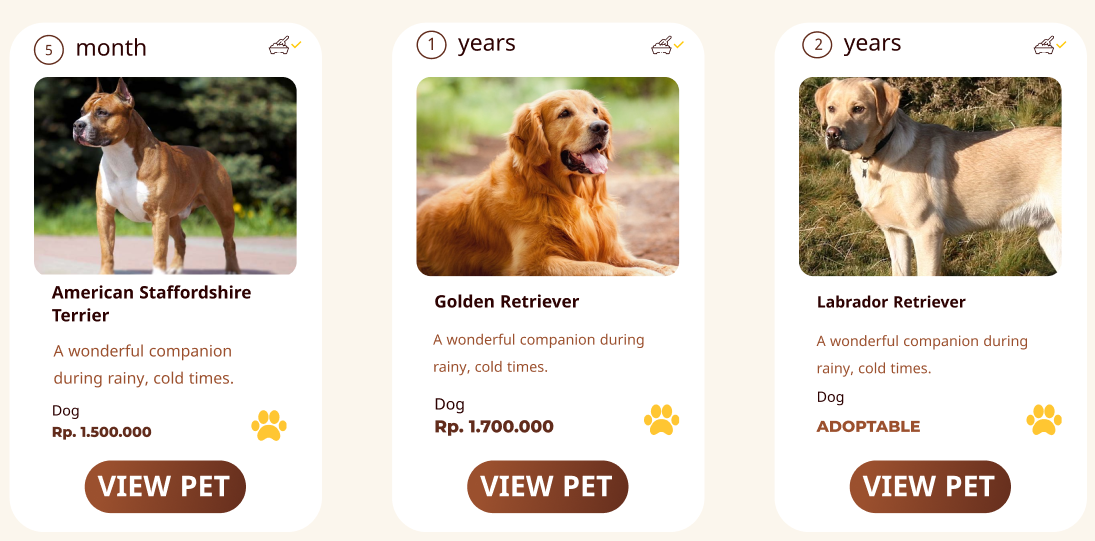 5 month
American Staffordshire
Terrier
A wonderful companion
during rainy, cold times.
Dog
Rp. 1.500.000
VIEW PET
1 years
Golden Retriever
A wonderful companion during
rainy, cold times.
Dog
Rp. 1.700.000
VIEW PET
2 years
Labrador Retriever
A wonderful companion during
rainy, cold times.
Dog
ADOPTABLE
VIEW PET